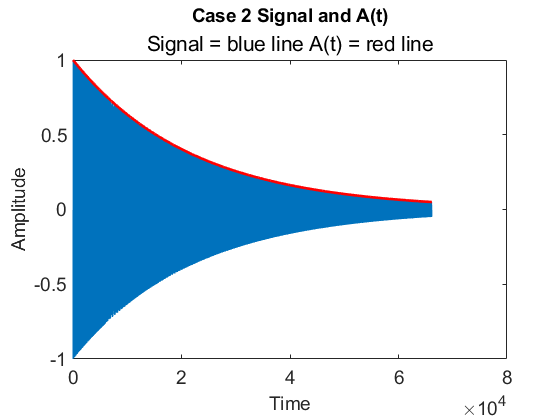 Case 2 Signal and A(t)
Signal = blue line A(t) = red line
1
0.5
0
-0.5
-1
Amplitude
0 2 4 6 8
×10^4
Time